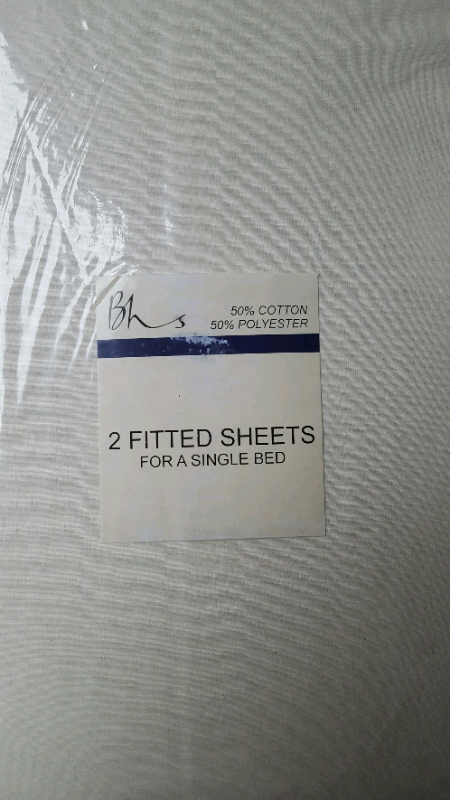 Bhs
50% COTTON
50% POLYESTER
2 FITTED SHEETS
FOR A SINGLE BED